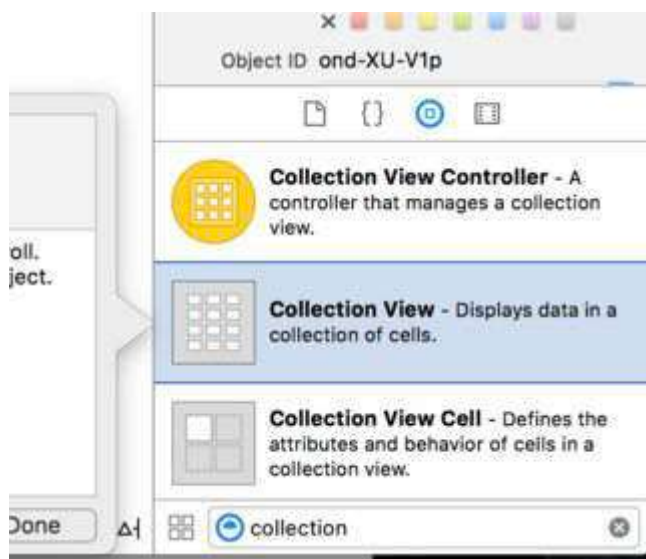 Object ID ond-XU-V1p
Collection View Controller - A
controller that manages a collection
view.
oll.
ject.
Collection View - Displays data in a
collection of cells.
Collection View Cell - Defines the
attributes and behavior of cells in a
collection view.
Done
collection